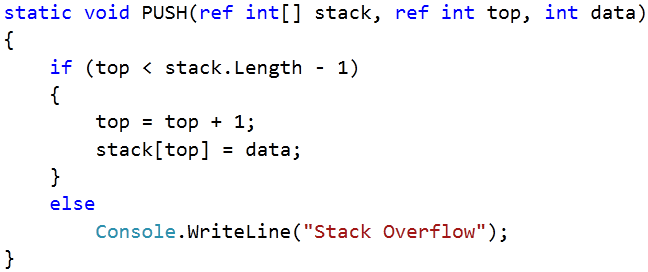 static void PUSH(ref int[] stack, ref int top, int data)
{
    if (top < stack.Length - 1)
    {
        top = top + 1;
        stack[top] = data;
    }
    else
        Console.WriteLine("Stack Overflow");
}